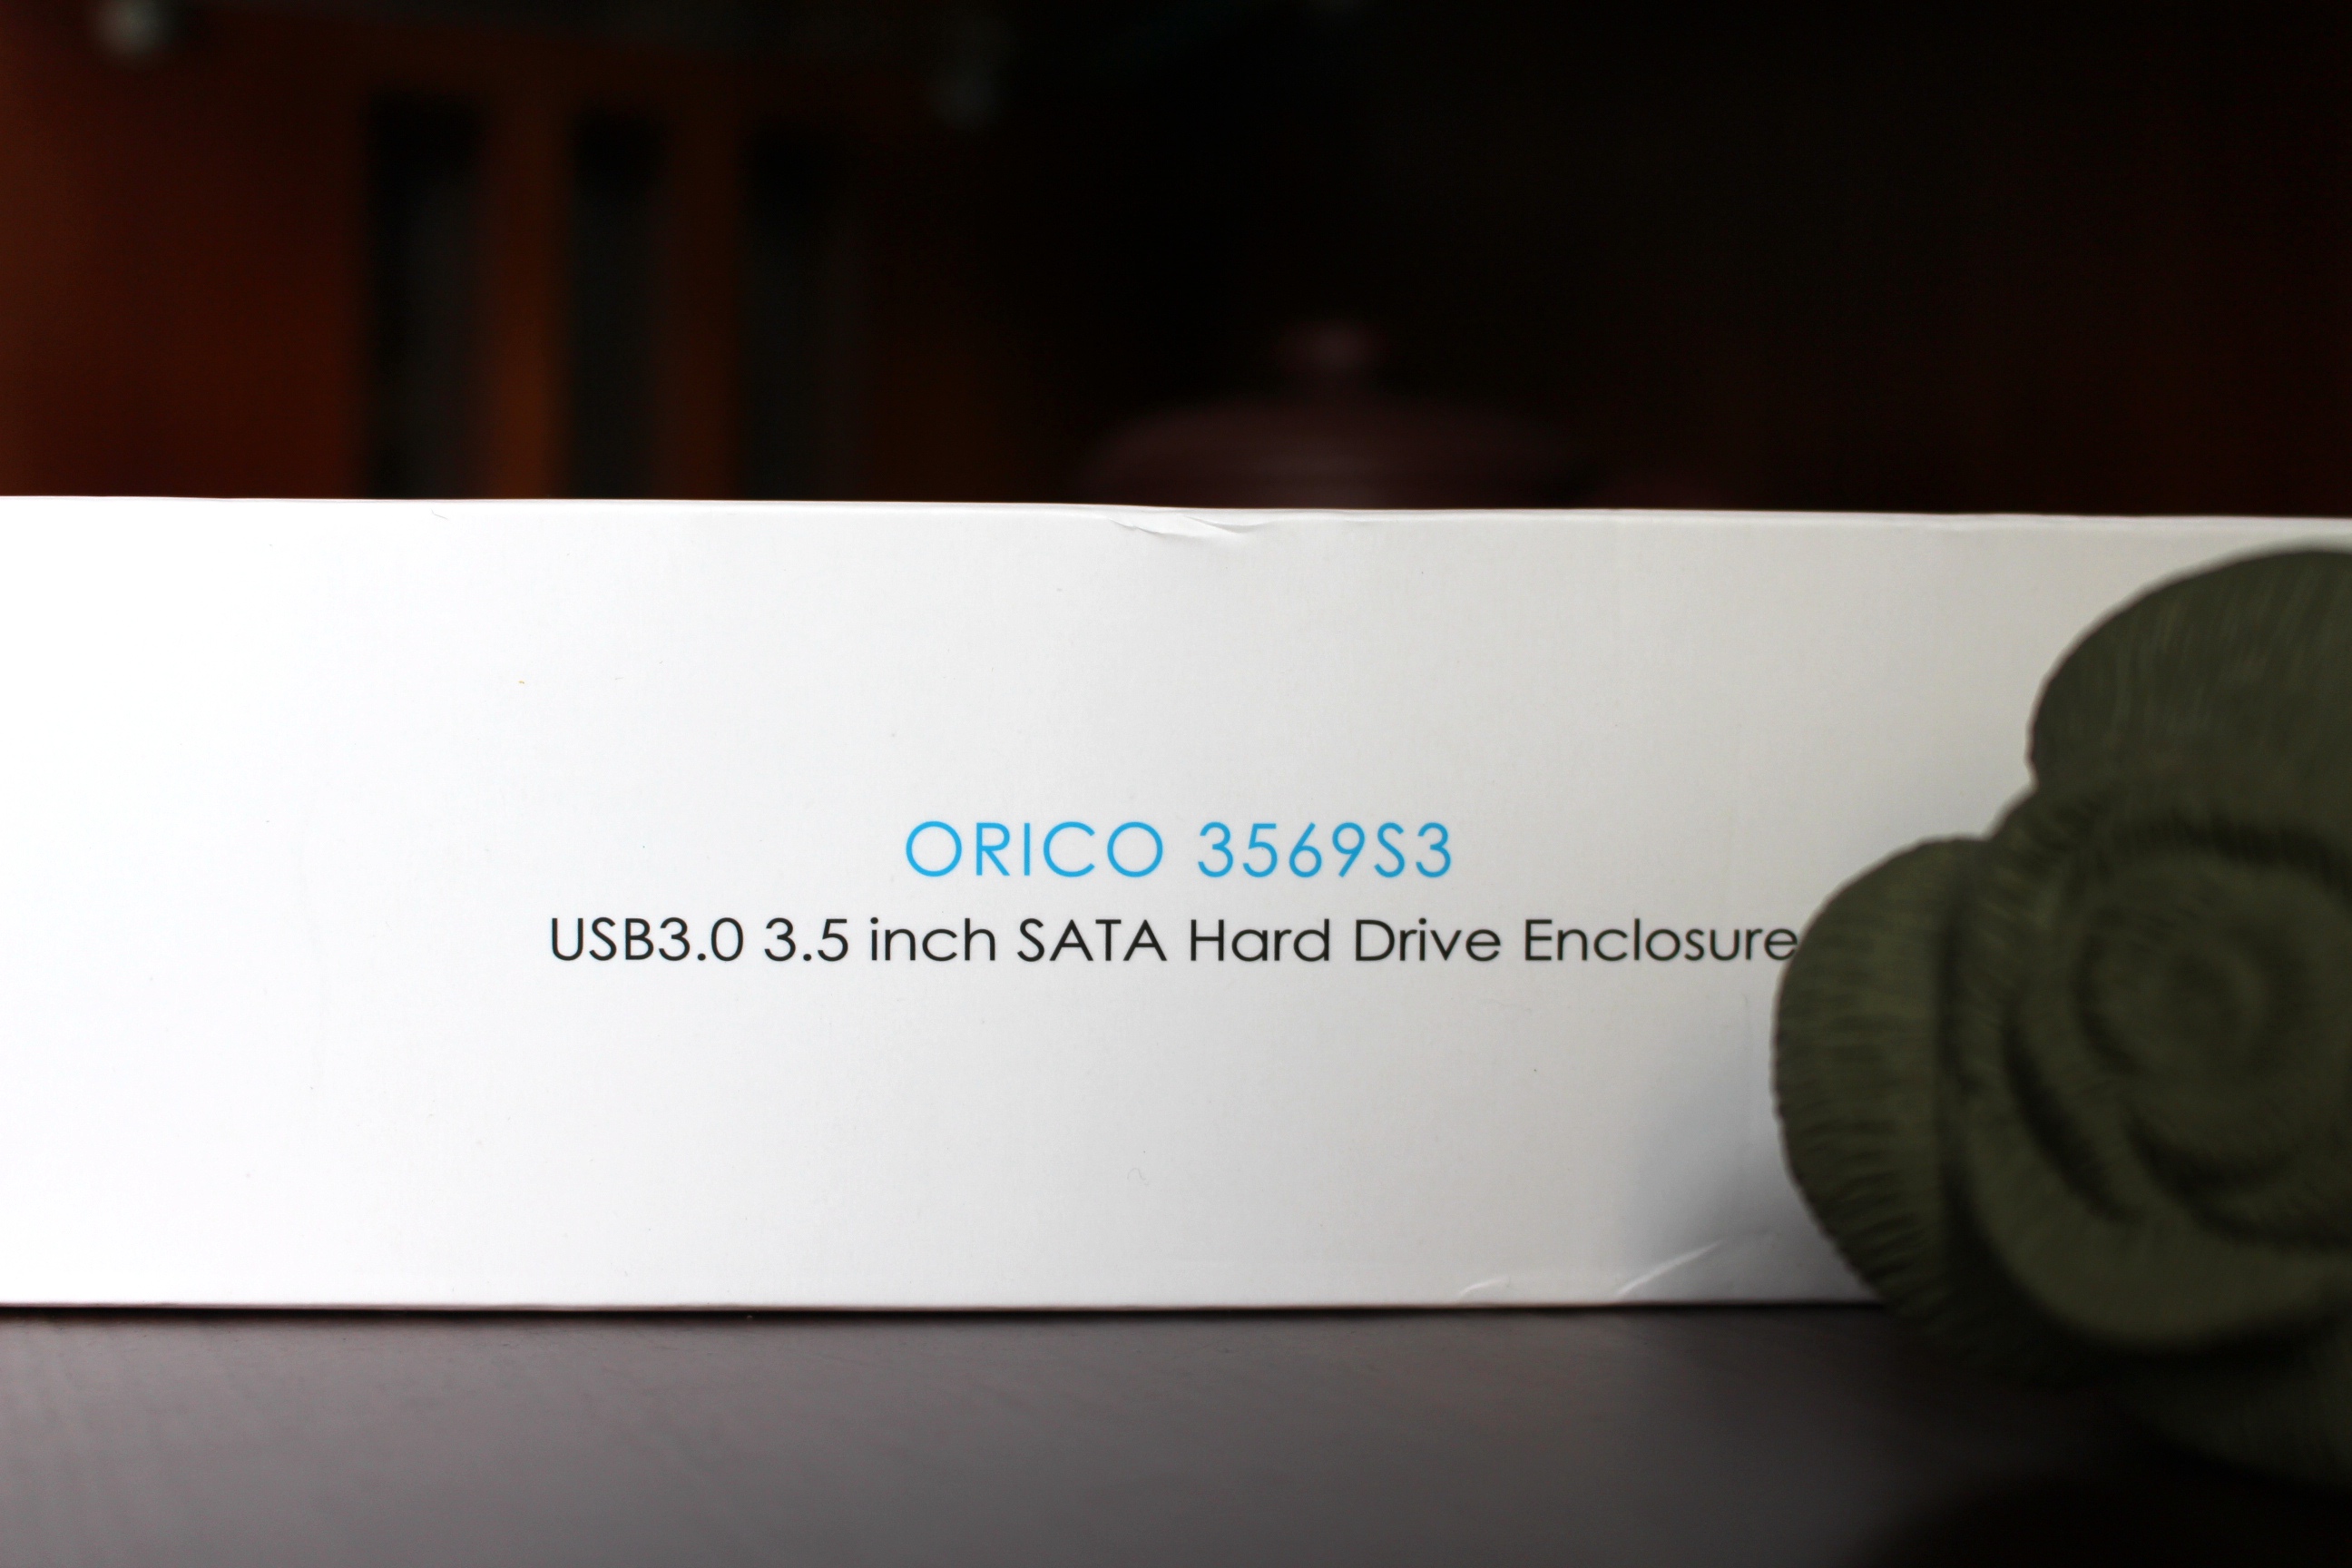 ORICO 3569S3
USB3.0 3.5 inch SATA Hard Drive Enclosure